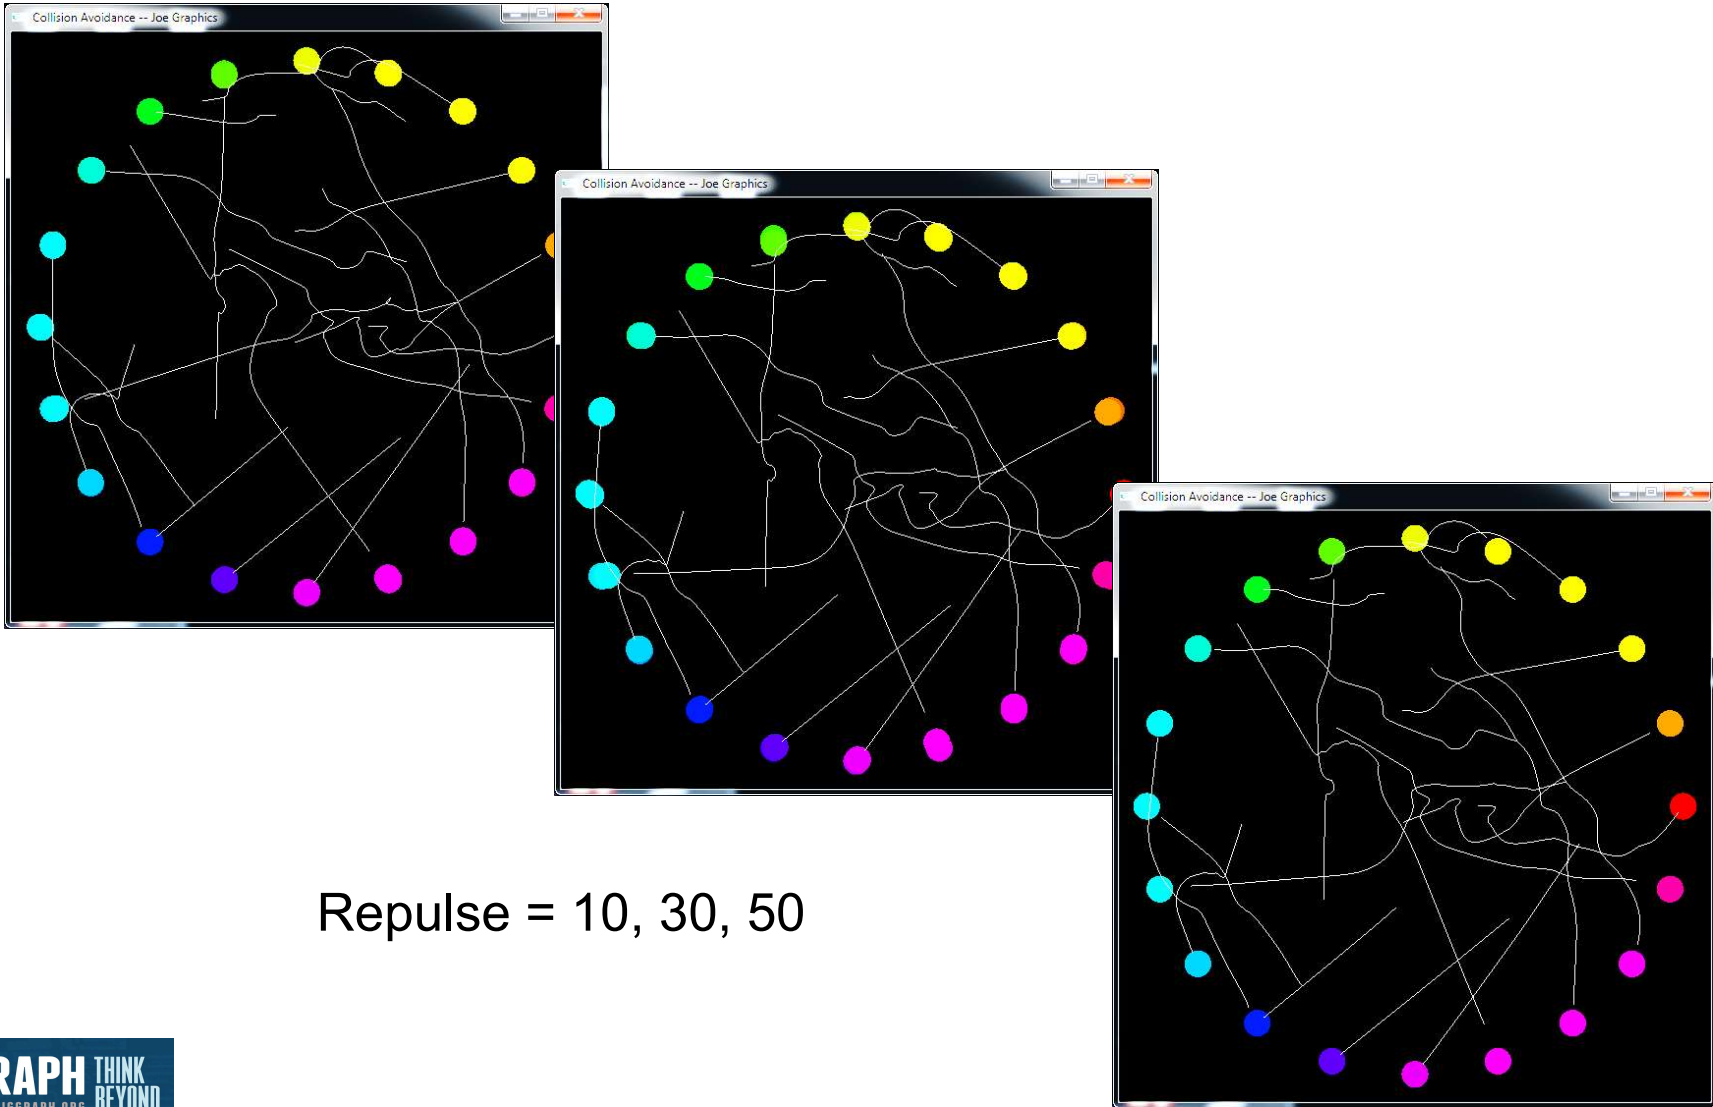 Collision Avoidance -- Joe Graphics
Collision Avoidance -- Joe Graphics
Collision Avoidance -- Joe Graphics
Repulse = 10, 30, 50
RAPH THINK
BEYOND